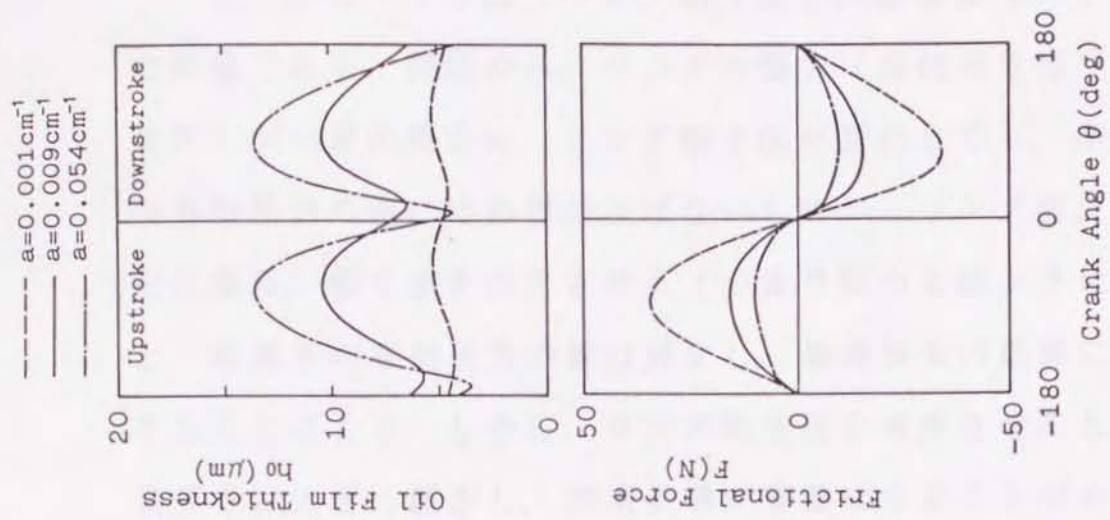 a=0.001cm⁻¹
a=0.009cm⁻¹
a=0.054cm⁻¹
Upstroke Downstroke
20
10
0
Oil Film Thickness
ho (μm)
50
0
-50
Frictional Force
F(N)
-180 0 180
Crank Angle θ(deg)